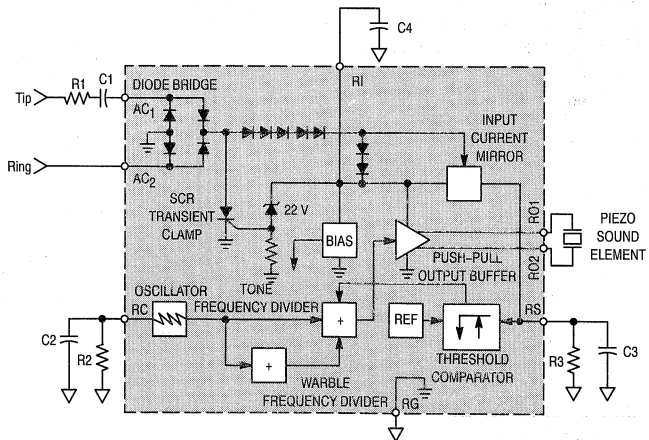 C4
RI
R1
C1
DIODE BRIDGE
Tip
AC1
INPUT
CURRENT
MIRROR
Ring
AC2
SCR
TRANSIENT
CLAMP
22 V
BIAS
RO1
RO2
PIEZO
SOUND
ELEMENT
PUSH-PULL
OUTPUT BUFFER
TONE
FREQUENCY DIVIDER
OSCILLATOR
RC
+
REF
RS
C2
R2
+
WARBLE
FREQUENCY DIVIDER
THRESHOLD
COMPARATOR
R3
C3
RG